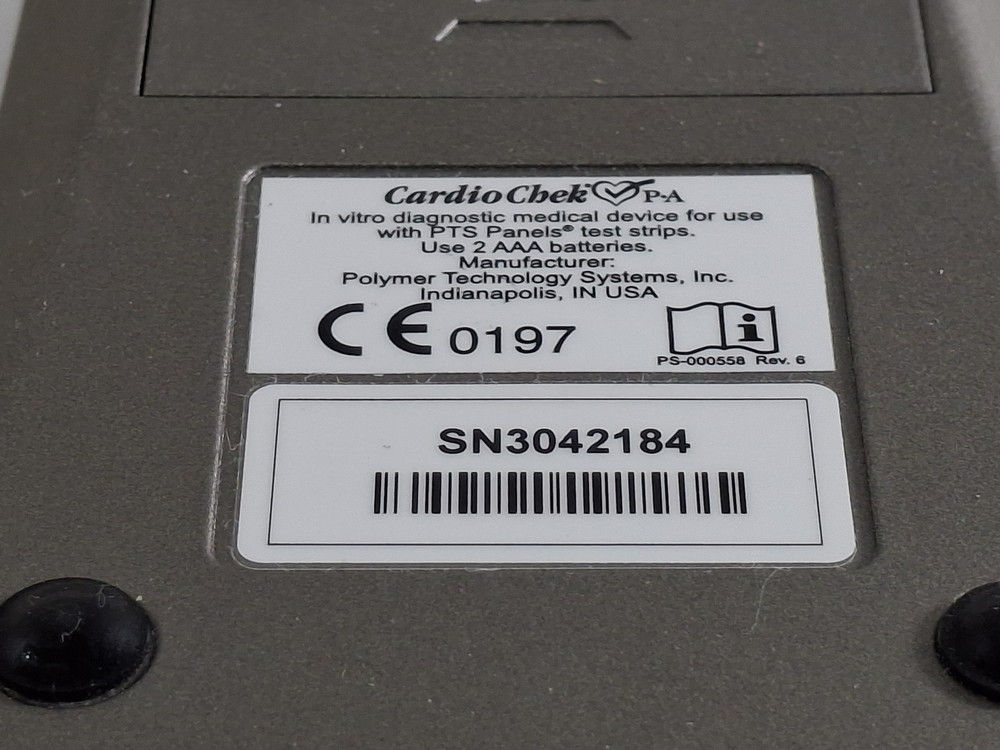 CardioChek P•A
In vitro diagnostic medical device for use
with PTS Panels® test strips.
Use 2 AAA batteries.
Manufacturer:
Polymer Technology Systems, Inc.
Indianapolis, IN USA
CE 0197
i
PS-000558 Rev. 6
SN3042184